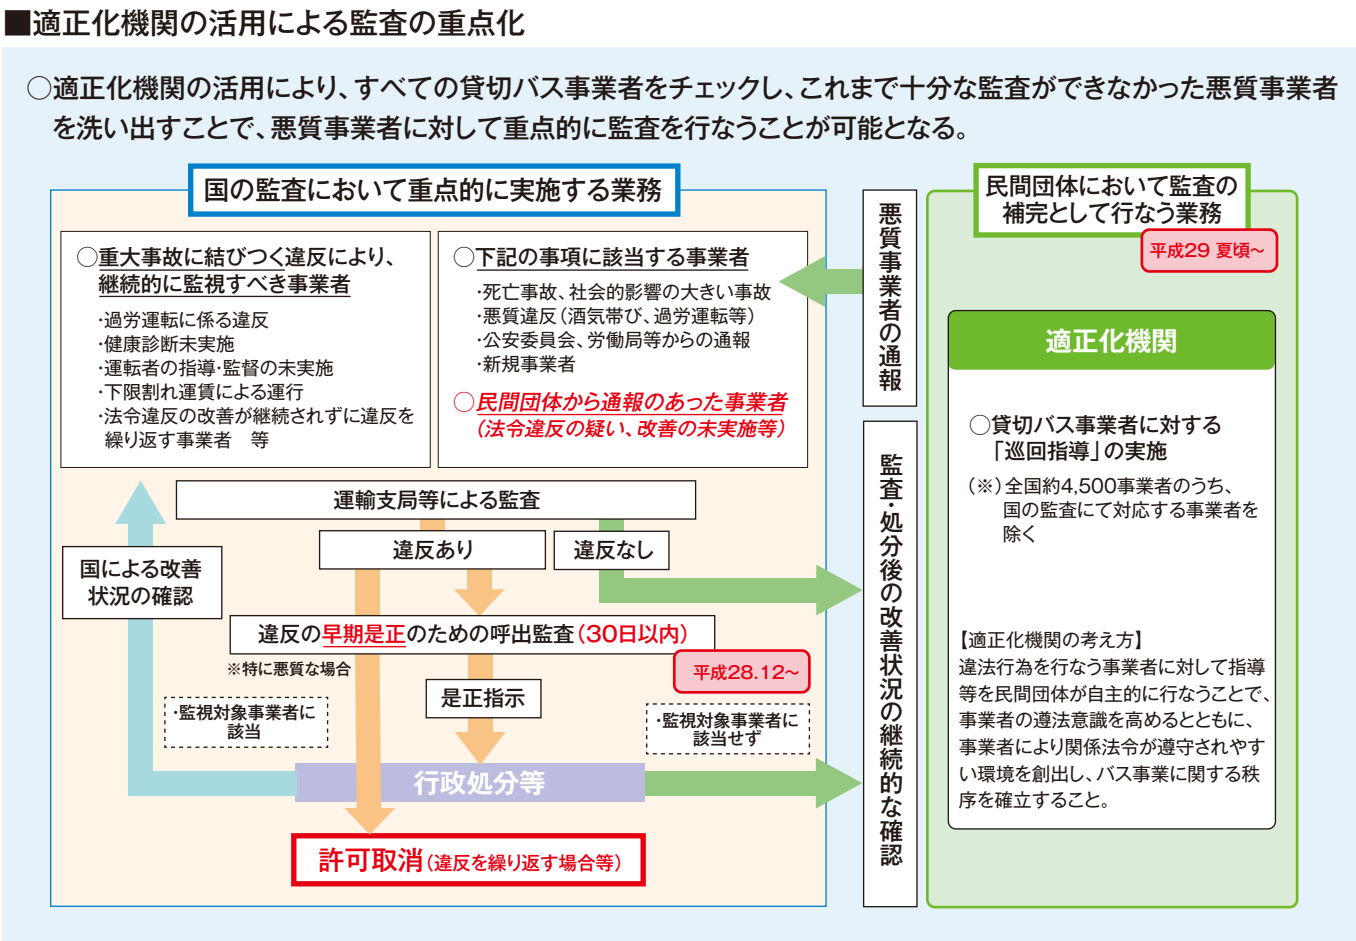 ■適正化機関の活用による監査の重点化
○適正化機関の活用により、すべての貸切バス事業者をチェックし、これまで十分な監査ができなかった悪質事業者
を洗い出すことで、悪質事業者に対して重点的に監査を行なうことが可能となる。
国の監査において重点的に実施する業務
○重大事故に結びつく違反により、
継続的に監視すべき事業者
・過労運転に係る違反
・健康診断未実施
・運転者の指導・監督の未実施
・下限割れ運賃による運行
・法令違反の改善が継続されずに違反を
繰り返す事業者　等
○下記の事項に該当する事業者
・死亡事故、社会的影響の大きい事故
・悪質違反（酒気帯び、過労運転等）
・公安委員会、労働局等からの通報
・新規事業者
○民間団体から通報のあった事業者
（法令違反の疑い、改善の未実施等）
運輸支局等による監査
違反あり
違反なし
国による改善
状況の確認
違反の早期是正のための呼出監査（30日以内）
※特に悪質な場合
平成28.12〜
是正指示
・監視対象事業者に
該当
・監視対象事業者に
該当せず
行政処分等
許可取消（違反を繰り返す場合等）
悪質事業者の通報
監査・処分後の改善状況の継続的な確認
民間団体において監査の
補完として行なう業務
平成29 夏頃〜
適正化機関
○貸切バス事業者に対する
「巡回指導」の実施
（※）全国約4,500事業者のうち、
国の監査にて対応する事業者を
除く
【適正化機関の考え方】
違法行為を行なう事業者に対して指導
等を民間団体が自主的に行なうことで、
事業者の遵法意識を高めるとともに、
事業者により関係法令が遵守されやす
い環境を創出し、バス事業に関する秩
序を確立すること。